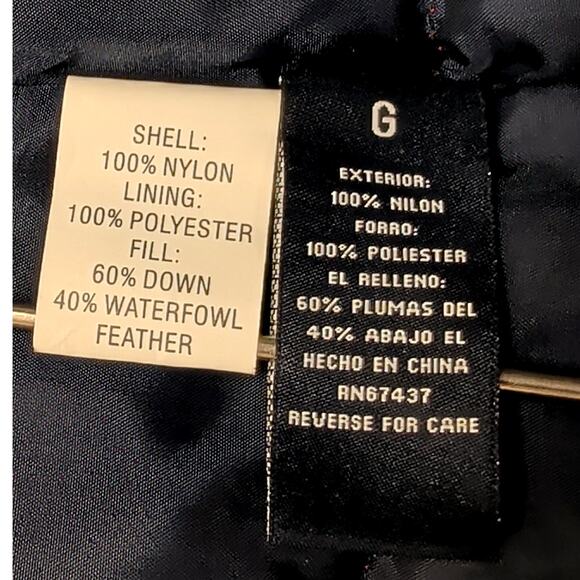 SHELL:
100% NYLON
LINING:
100% POLYESTER
FILL:
60% DOWN
40% WATERFOWL
FEATHER
G
EXTERIOR:
100% NILON
FORRO:
100% POLIESTER
EL RELLENO:
60% PLUMAS DEL
40% ABAJO EL
HECHO EN CHINA
RN67437
REVERSE FOR CARE